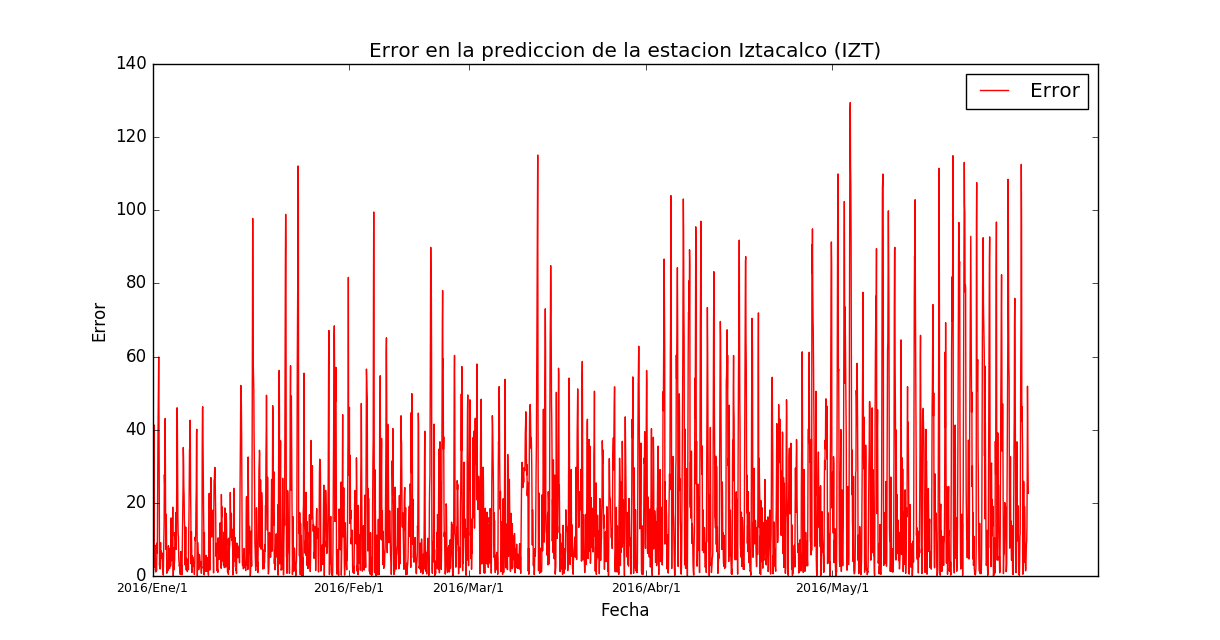 Error en la prediccion de la estacion Iztacalco (IZT)
Error
140
120
100
80
60
40
20
0
Error
2016/Ene/1
2016/Feb/1
2016/Mar/1
2016/Abr/1
2016/May/1
Fecha